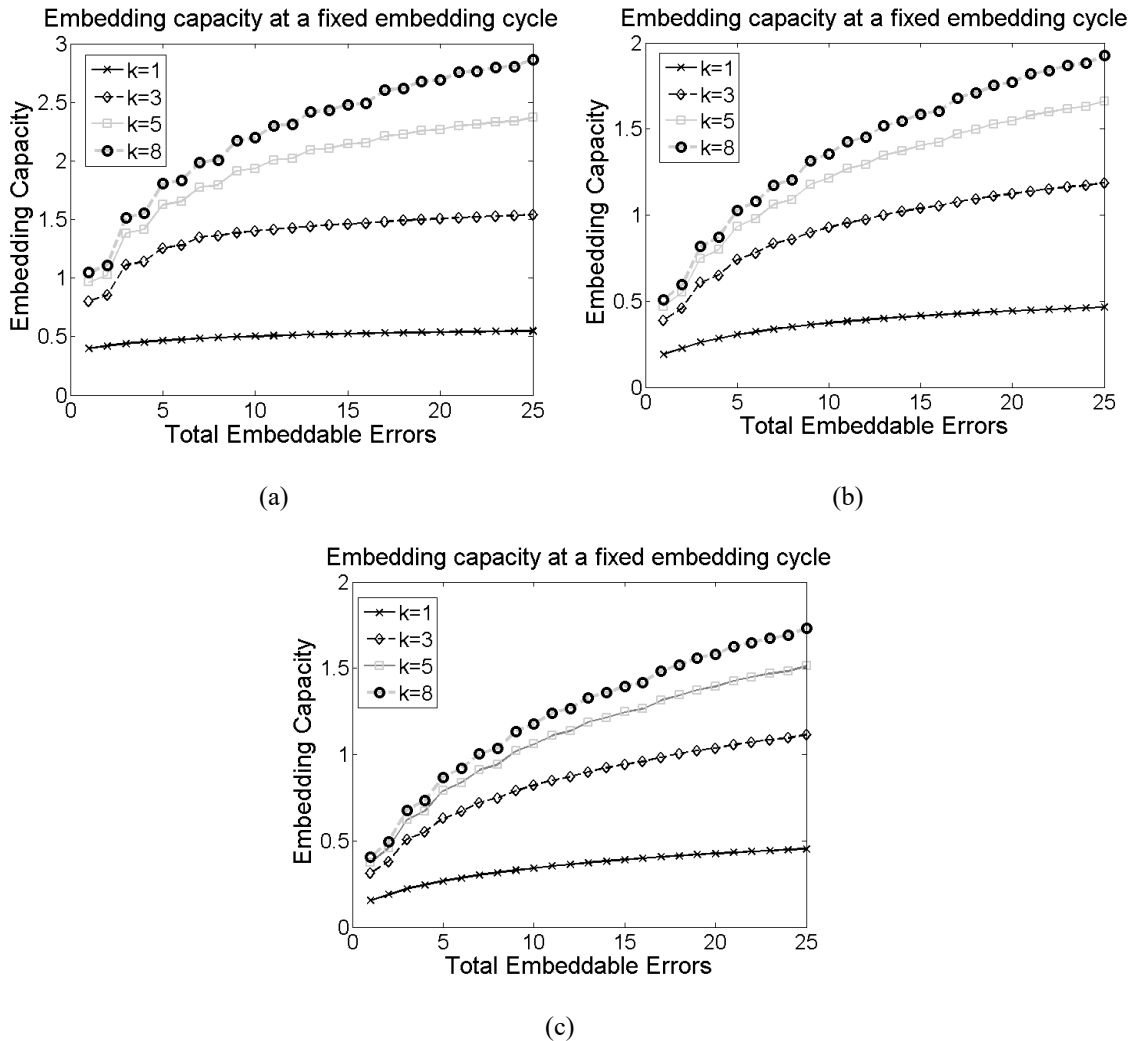 Embedding capacity at a fixed embedding cycle
3
2.5
2
1.5
1
0.5
0
Embedding Capacity
k=1
k=3
k=5
k=8
0 5 10 15 20 25
Total Embeddable Errors
(a)
Embedding capacity at a fixed embedding cycle
2
1.5
1
0.5
0
Embedding Capacity
k=1
k=3
k=5
k=8
0 5 10 15 20 25
Total Embeddable Errors
(b)
Embedding capacity at a fixed embedding cycle
2
1.5
1
0.5
0
Embedding Capacity
k=1
k=3
k=5
k=8
0 5 10 15 20 25
Total Embeddable Errors
(c)